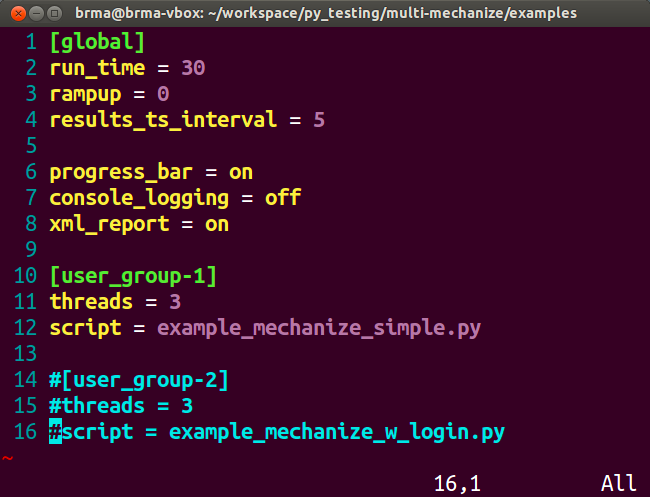 brma@brma-vbox: ~/workspace/py_testing/multi-mechanize/examples
1 [global]
2 run_time = 30
3 rampup = 0
4 results_ts_interval = 5
5
6 progress_bar = on
7 console_logging = off
8 xml_report = on
9
10 [user_group-1]
11 threads = 3
12 script = example_mechanize_simple.py
13
14 #[user_group-2]
15 #threads = 3
16 #script = example_mechanize_w_login.py
~
16,1 All